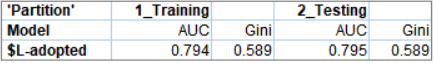 'Partition' 1_Training 2_Testing
Model AUC Gini AUC Gini
$L-adopted 0.794 0.589 0.795 0.589